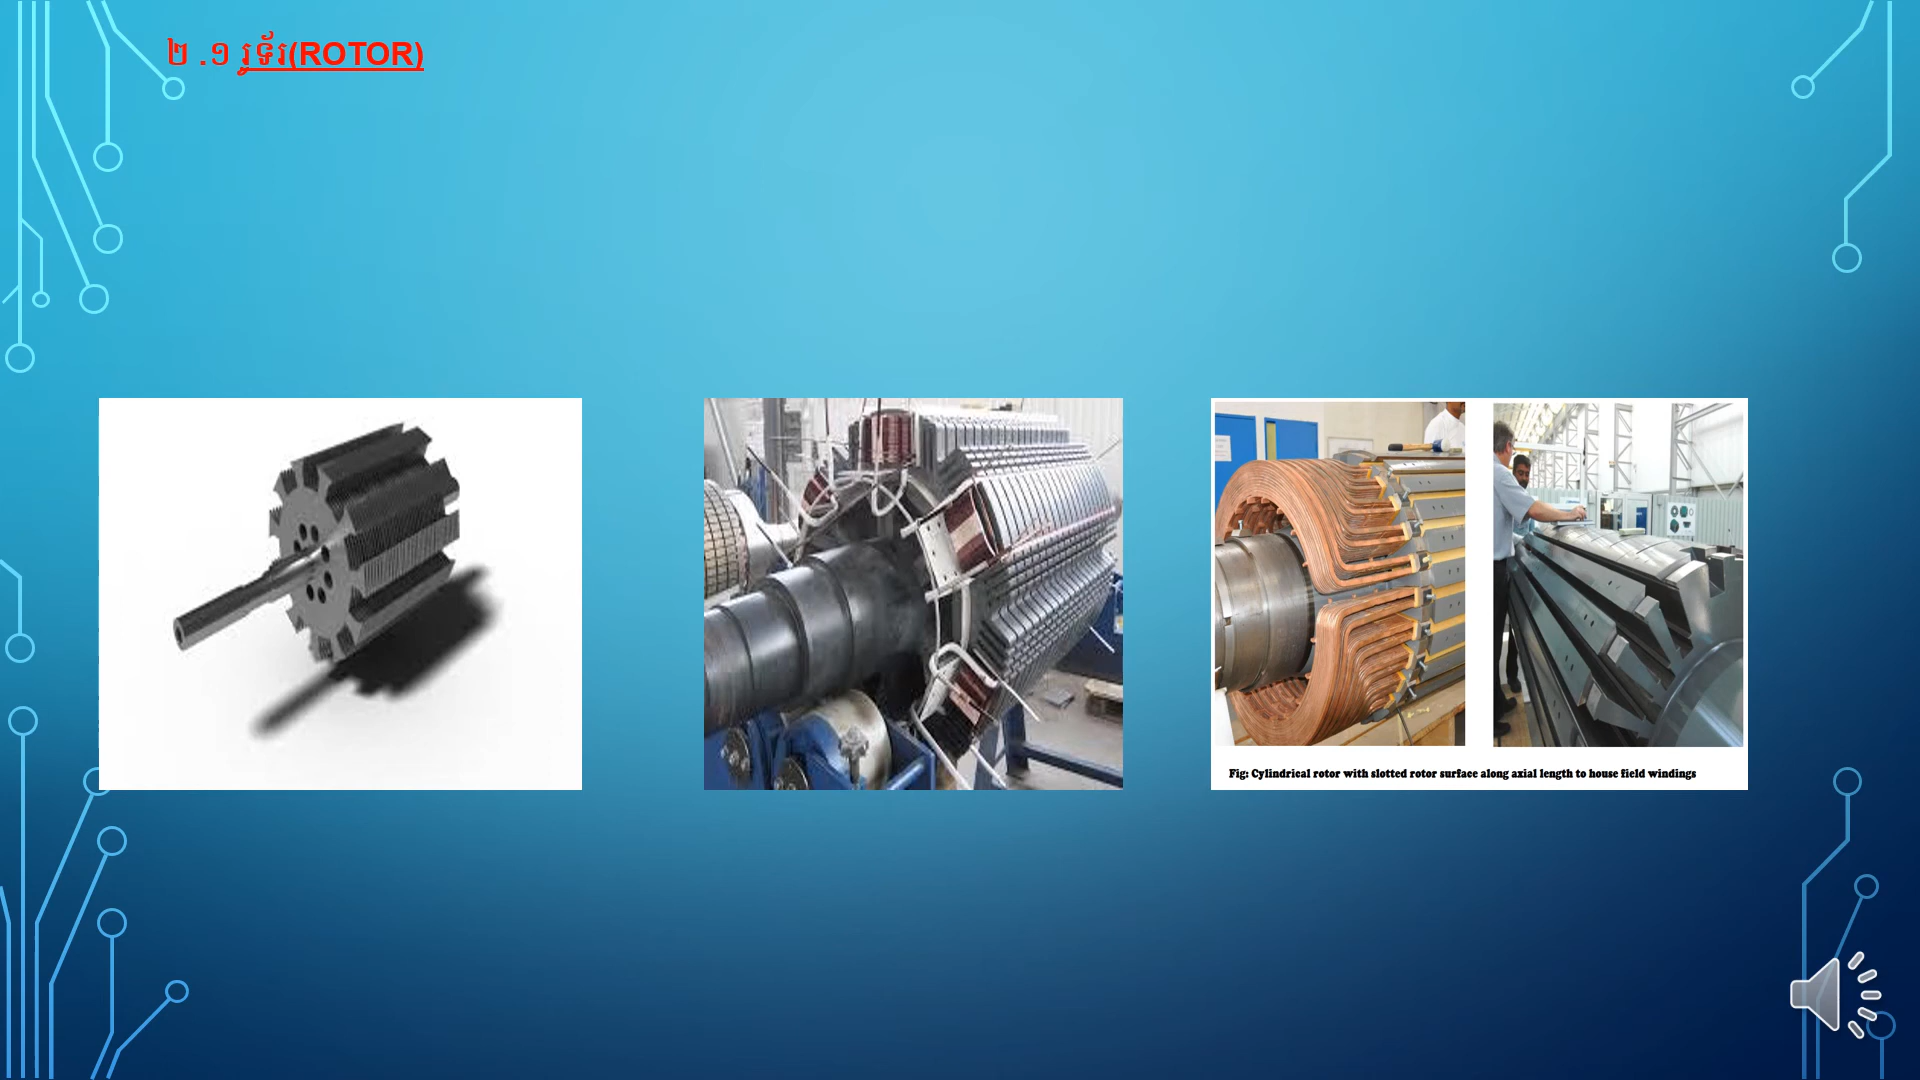 ២ .១ រូទ័រ(ROTOR)
Fig: Cylindrical rotor with slotted rotor surface along axial length to house field windings